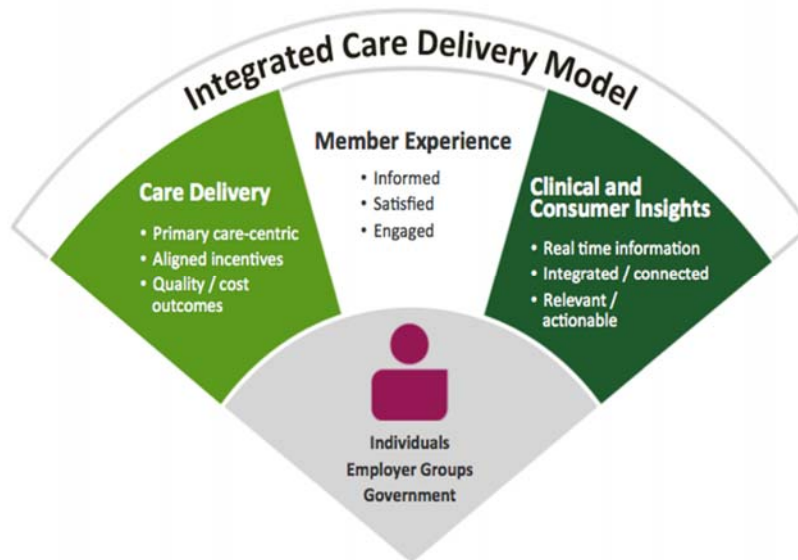 Integrated Care Delivery Model
Care Delivery
• Primary care-centric
• Aligned incentives
• Quality / cost
outcomes
Member Experience
• Informed
• Satisfied
• Engaged
Clinical and
Consumer Insights
• Real time information
• Integrated / connected
• Relevant /
actionable
Individuals
Employer Groups
Government